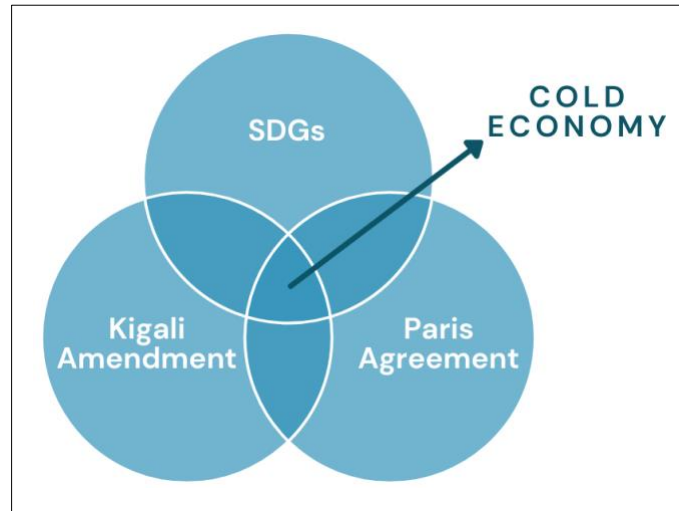 SDGs
COLD
ECONOMY
Kigali
Amendment
Paris
Agreement